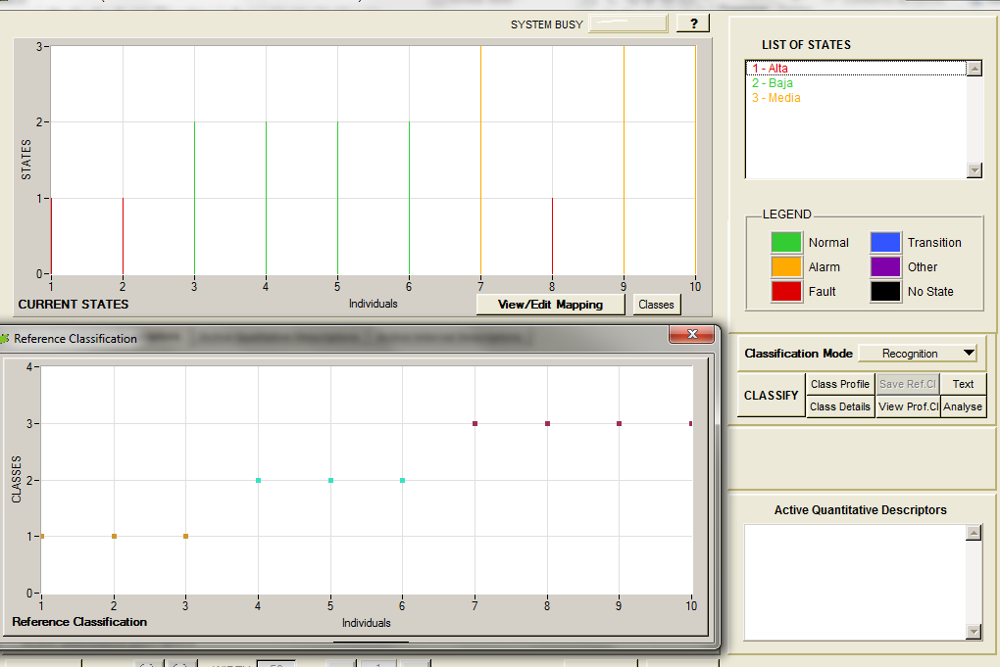 SYSTEM BUSY
?
3
2
1
0
STATES
1 2 3 4 5 6 7 8 9 10
CURRENT STATES
Individuals
View/Edit Mapping
Classes
LIST OF STATES
1 - Alta
2 - Baja
3 - Media
LEGEND
Normal Transition
Alarm Other
Fault No State
Classification Mode Recognition
CLASSIFY
Class Profile Save Ref.Cl Text
Class Details View Prof.Cl Analyse
Active Quantitative Descriptors
Reference Classification
X
4
3
2
1
0
CLASSES
1 2 3 4 5 6 7 8 9 10
Reference Classification
Individuals